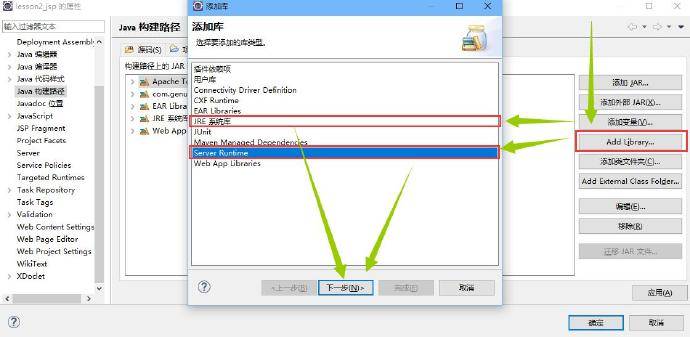 lesson2_jsp 的属性
输入过滤器文本
Deployment Assembly
Java 编译器
Java 编辑器
Java 代码样式
Java 构建路径
Javadoc 位置
JavaScript
JSP Fragment
Project Facets
Server
Service Policies
Targeted Runtimes
Task Repository
Task Tags
Validation
Web Content Settings
Web Page Editor
Web Project Settings
WikiText
XDoclet
Java 构建路径
源码(S)
构建路径上的 JAR
Apache To
com.genu
EAR Librar
JRE 系统库
Web App
添加库
添加库
选择要添加的库类型。
插件依赖项
用户库
Connectivity Driver Definition
CXF Runtime
EAR Libraries
JRE 系统库
JUnit
Maven Managed Dependencies
Server Runtime
Web App Libraries
<上一步(B)
下一步(N)>
完成(F)
取消
添加 JAR...
添加外部 JAR(X)...
添加变量(V)...
Add Library...
添加类文件夹(C)...
Add External Class Folder...
编辑(E)...
移除(R)
迁移 JAR 文件...
应用(A)
确定
取消